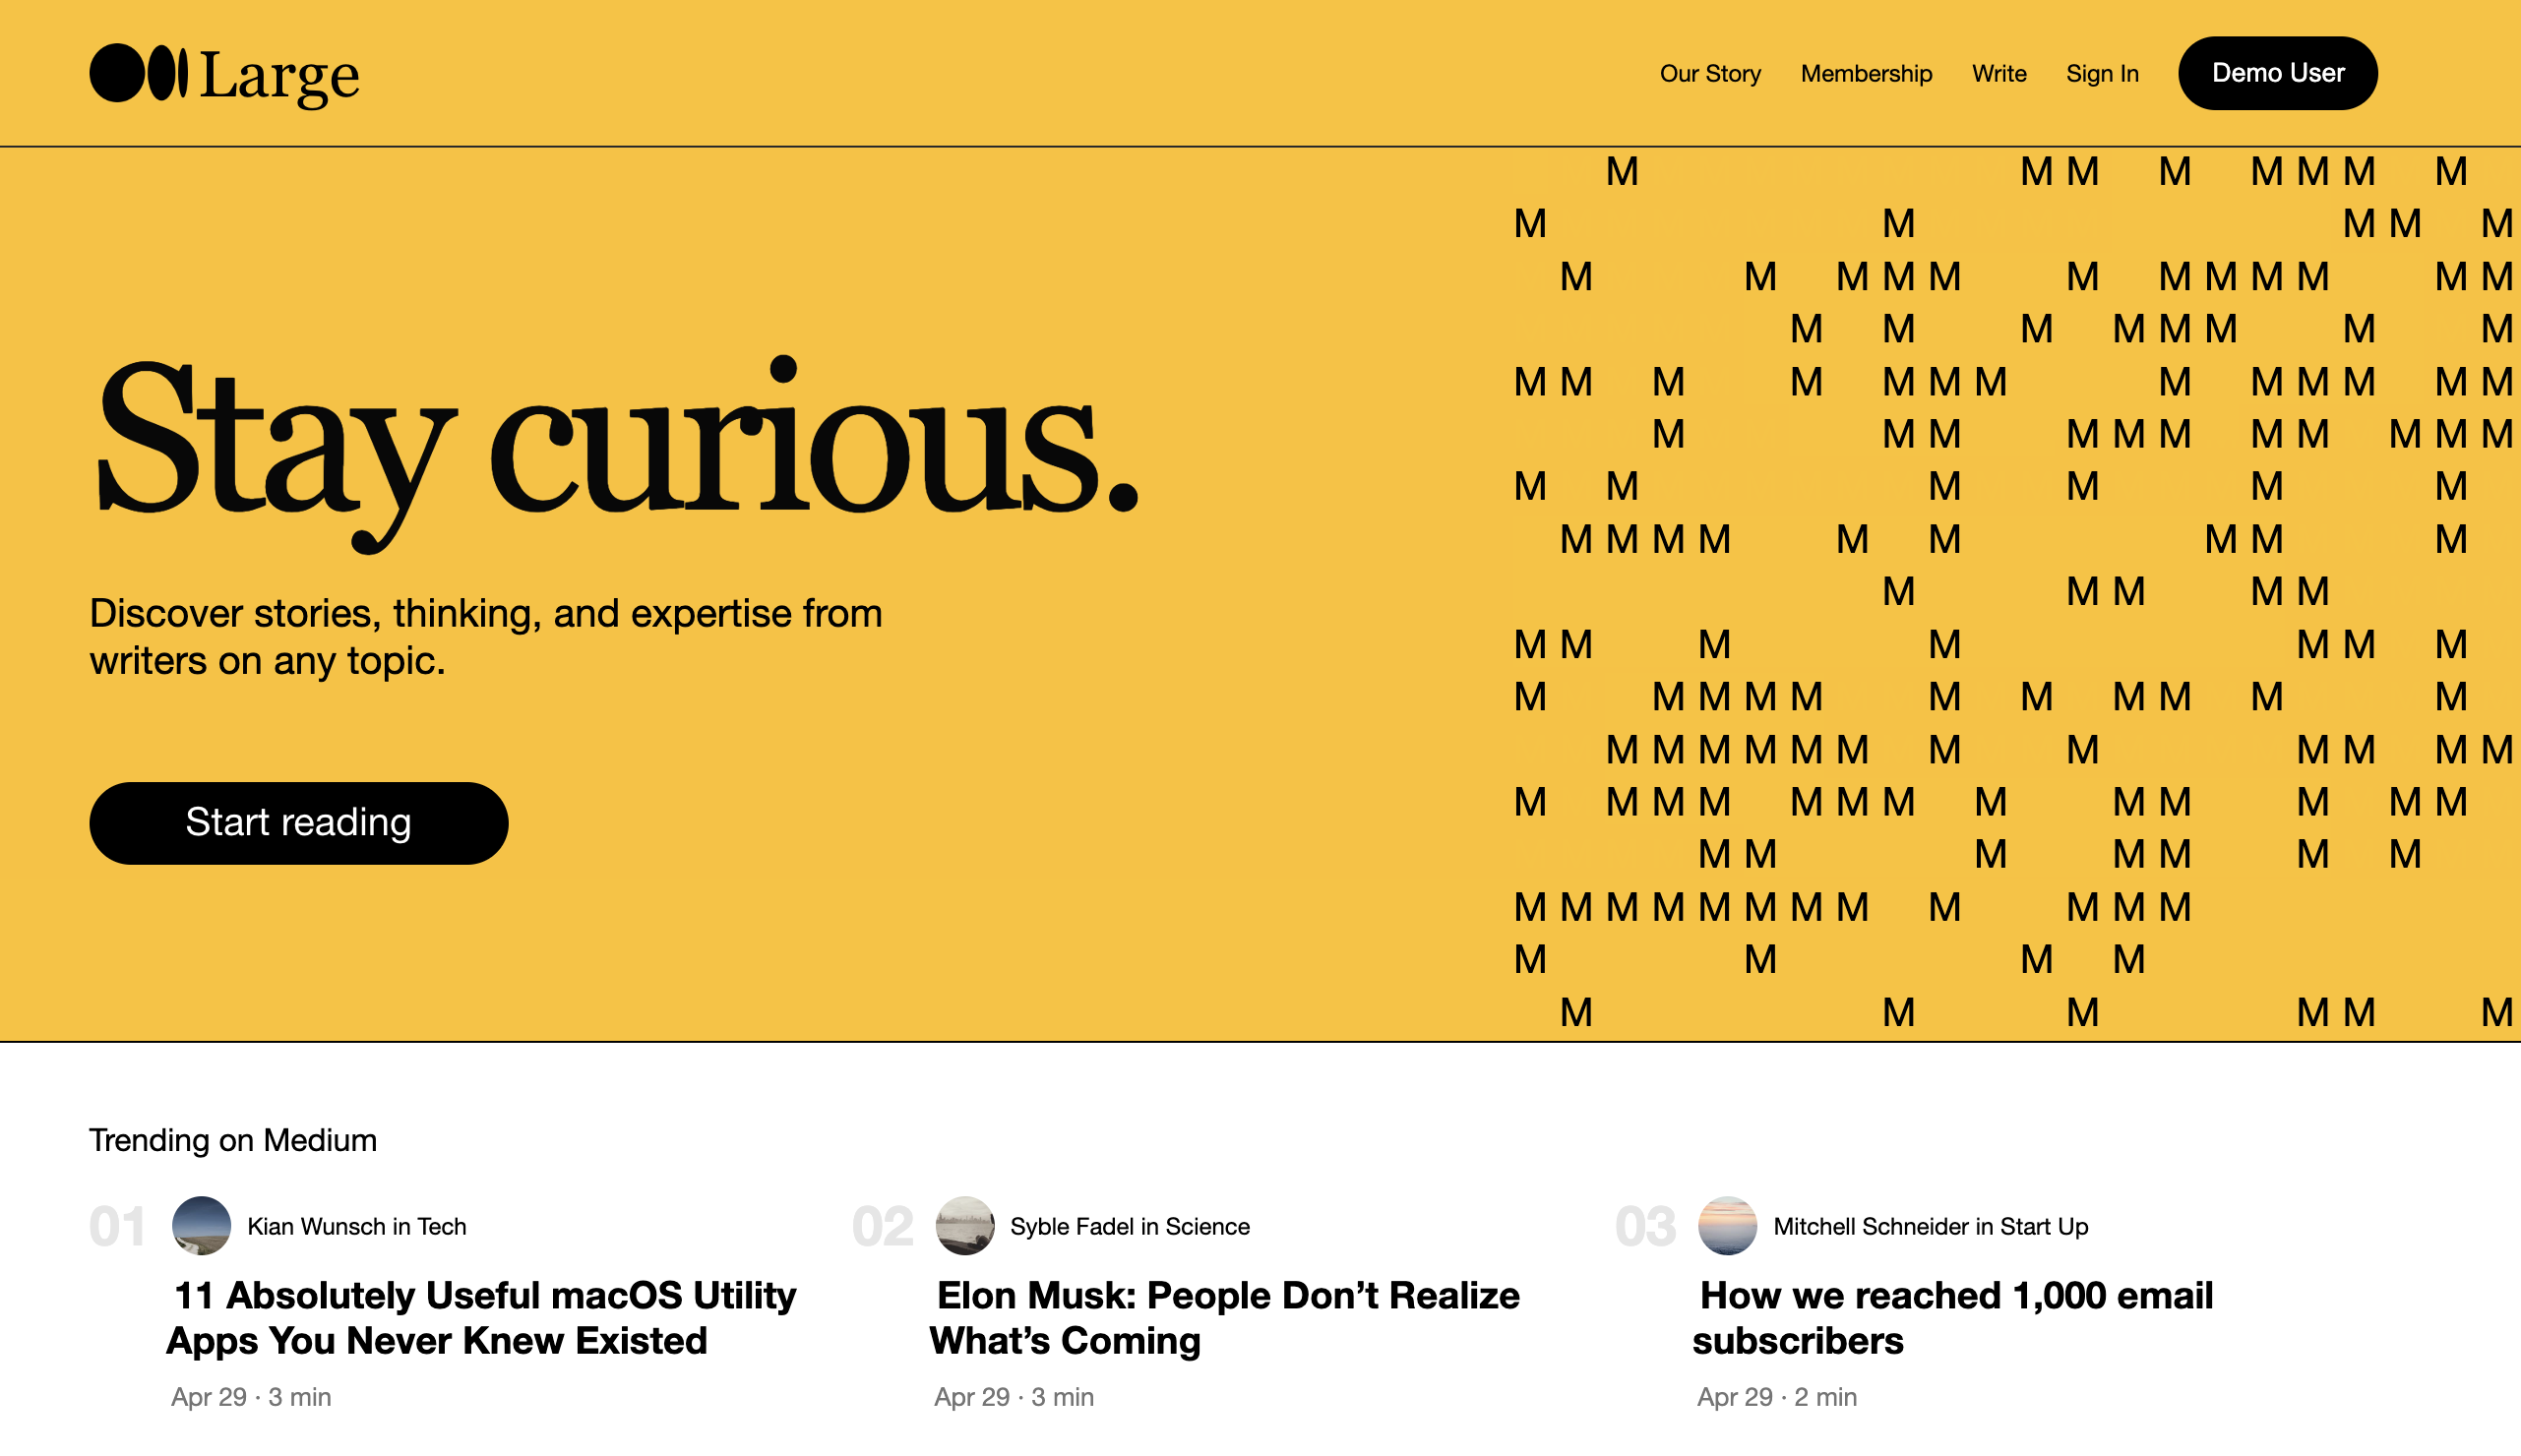 Large
Our Story Membership Write Sign In Demo User
M M M M M M M M
M M M M M
M M M M M M M M M M M M
M M M M M M M M
M M M M M M M M M M M M M
M M M M M M M M M M M
M M M M M M
M M M M M M M M M
M M M M M
M M M M M M M
M M M M M M M M M M M
M M M M M M M M M M M M
M M M M M M M M M M M M M
M M M M M M M
M M M M M M M M M M M M
M M M M
M M M M M M
Stay curious.
Discover stories, thinking, and expertise from
writers on any topic.
Start reading
Trending on Medium
01 Kian Wunsch in Tech
11 Absolutely Useful macOS Utility
Apps You Never Knew Existed
Apr 29 · 3 min
02 Syble Fadel in Science
Elon Musk: People Don’t Realize
What’s Coming
Apr 29 · 3 min
03 Mitchell Schneider in Start Up
How we reached 1,000 email
subscribers
Apr 29 · 2 min